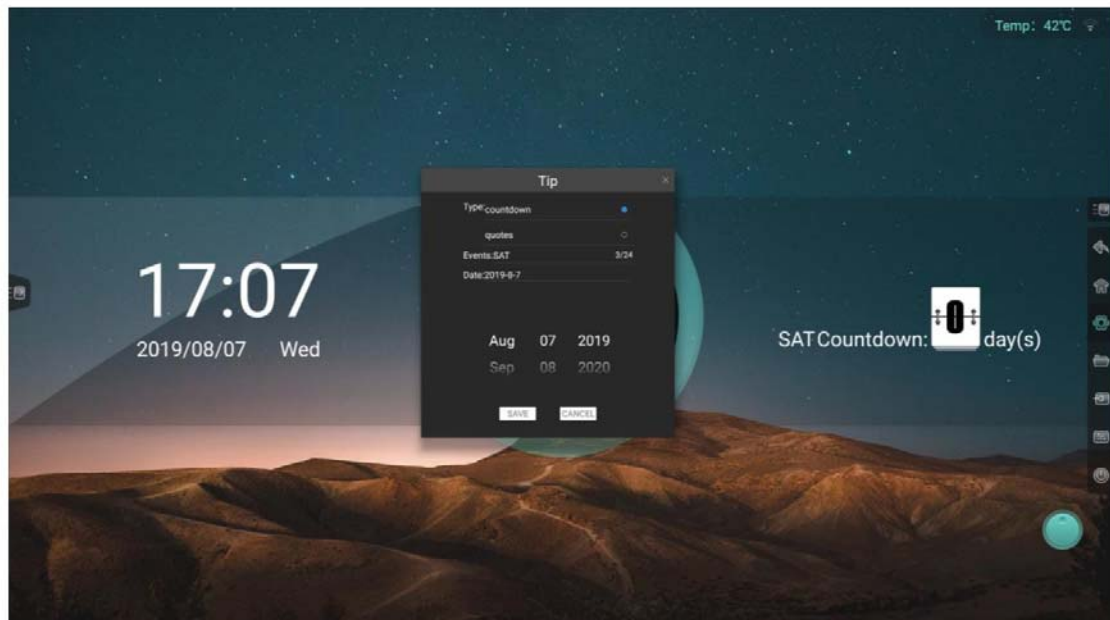 Temp: 42℃
Tip
Type:countdown
quotes
Events:SAT 3/24
Date:2019-8-7
17:07
2019/08/07 Wed
Aug 07 2019
Sep 08 2020
SAVE CANCEL
SAT Countdown: 0 day(s)